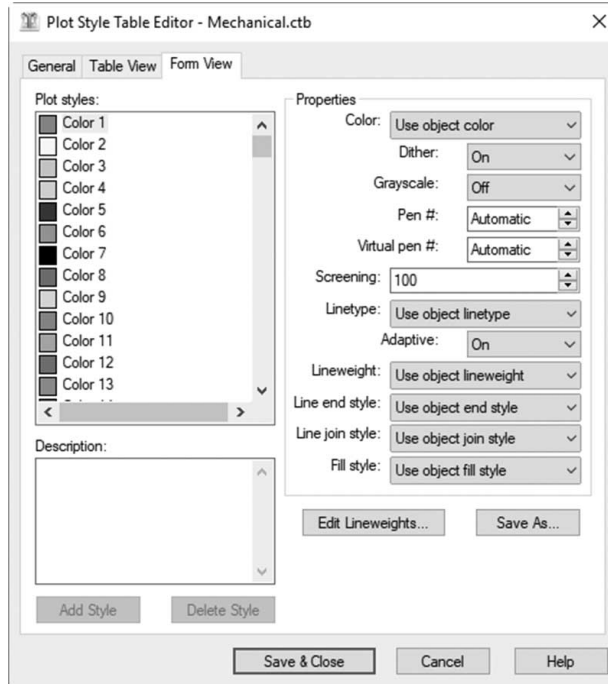 Plot Style Table Editor - Mechanical.ctb
General Table View Form View
Plot styles:
Color 1
Color 2
Color 3
Color 4
Color 5
Color 6
Color 7
Color 8
Color 9
Color 10
Color 11
Color 12
Color 13
Description:
Add Style Delete Style
Properties
Color: Use object color
Dither: On
Grayscale: Off
Pen #: Automatic
Virtual pen #: Automatic
Screening: 100
Linetype: Use object linetype
Adaptive: On
Lineweight: Use object lineweight
Line end style: Use object end style
Line join style: Use object join style
Fill style: Use object fill style
Edit Lineweights... Save As...
Save & Close Cancel Help